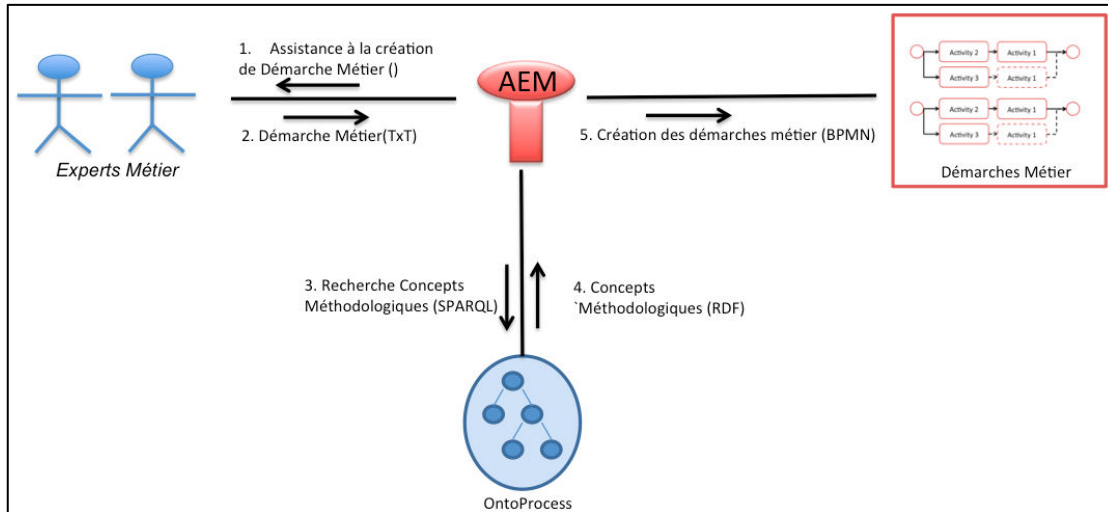 1. Assistance à la création
de Démarche Métier ()
2. Démarche Métier(TxT)
Experts Métier
AEM
5. Création des démarches métier (BPMN)
Activity 2
Activity 1
Activity 3
Activity 1
Activity 2
Activity 1
Activity 3
Activity 1
Démarches Métier
3. Recherche Concepts
Méthodologiques (SPARQL)
4. Concepts
`Méthodologiques (RDF)
OntoProcess